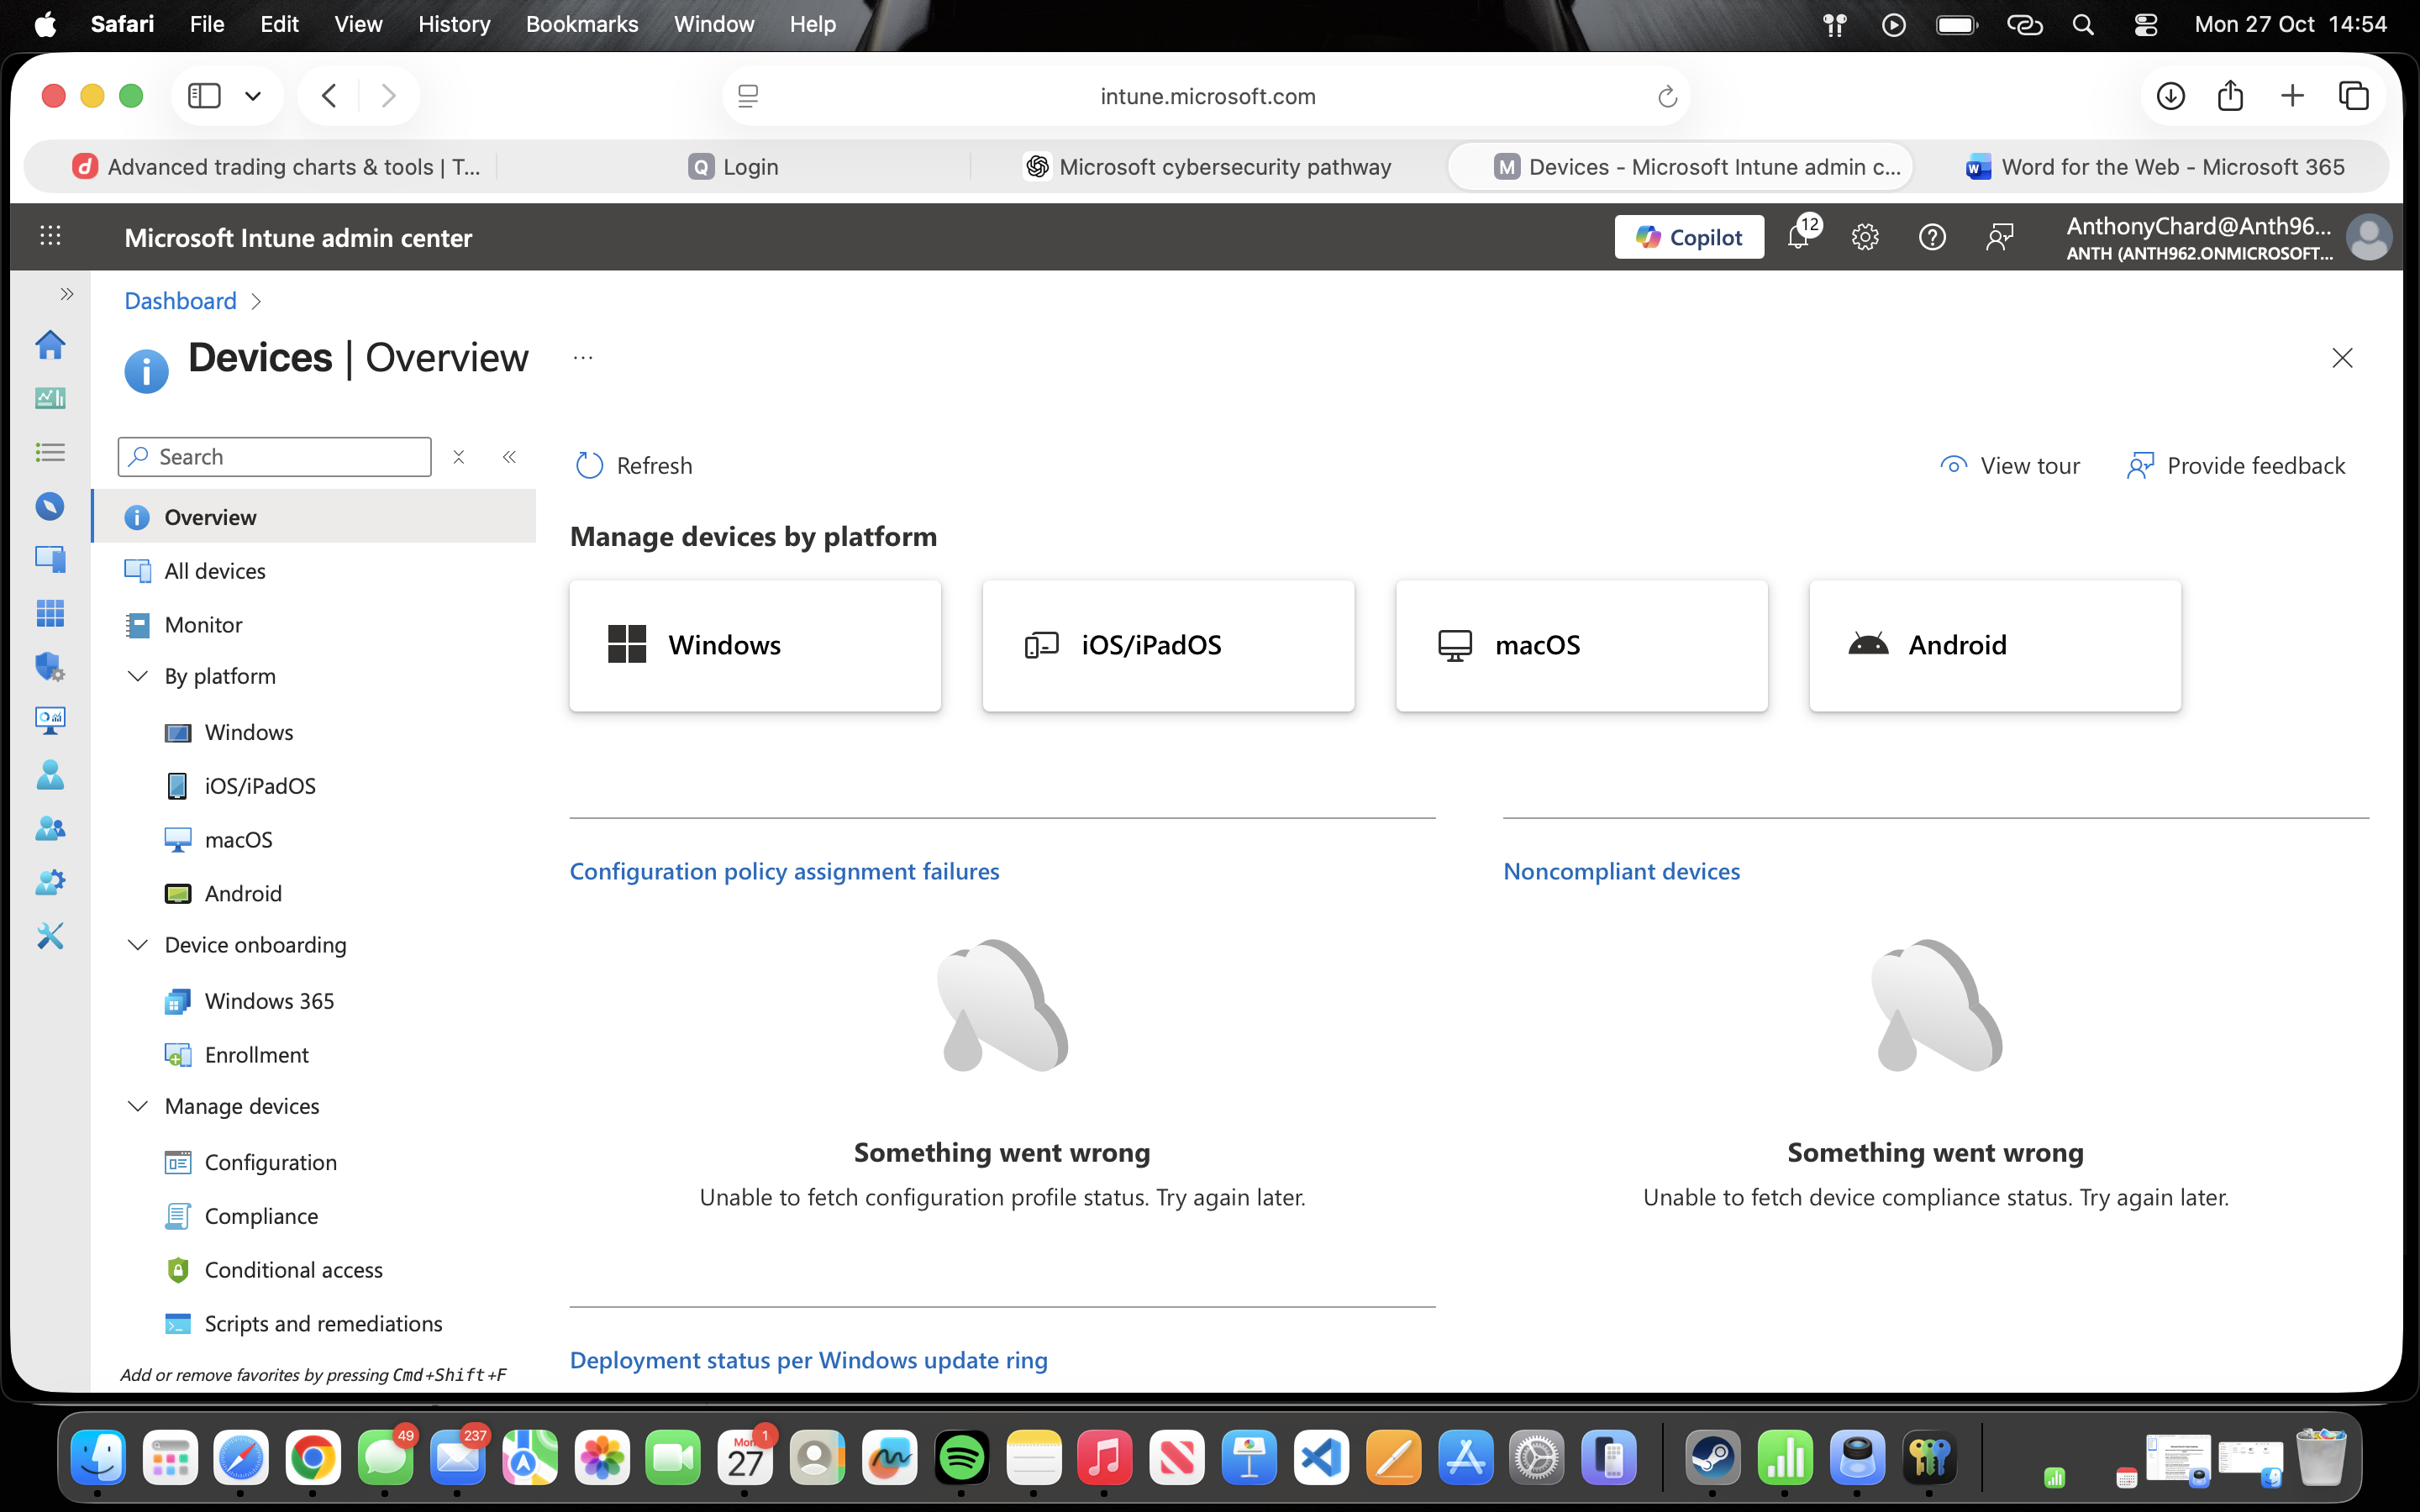 Safari File Edit View History Bookmarks Window Help Mon 27 Oct 14:54
intune.microsoft.com
Advanced trading charts & tools | T... Q Login Microsoft cybersecurity pathway M Devices - Microsoft Intune admin c... Word for the Web - Microsoft 365
Microsoft Intune admin center
Copilot
12
AnthonyChard@Anth96...
ANTH (ANTH962.ONMICROSOFT...
Dashboard
Devices | Overview ...
Search
Overview
All devices
Monitor
By platform
Windows
iOS/iPadOS
macOS
Android
Device onboarding
Windows 365
Enrollment
Manage devices
Configuration
Compliance
Conditional access
Scripts and remediations
Add or remove favorites by pressing Cmd+Shift+F
Refresh
View tour
Provide feedback
Manage devices by platform
Windows
iOS/iPadOS
macOS
Android
Configuration policy assignment failures
Something went wrong
Unable to fetch configuration profile status. Try again later.
Noncompliant devices
Something went wrong
Unable to fetch device compliance status. Try again later.
Deployment status per Windows update ring
49
237
Mon 1
27